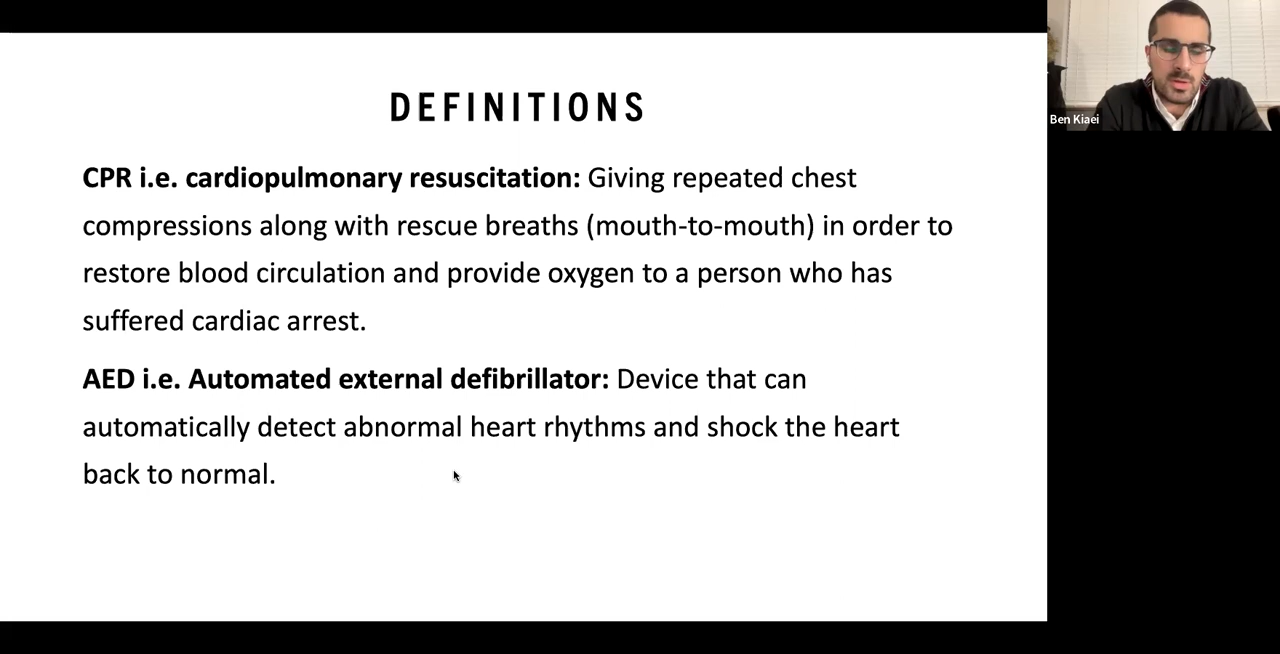 DEFINITIONS
CPR i.e. cardiopulmonary resuscitation: Giving repeated chest
compressions along with rescue breaths (mouth-to-mouth) in order to
restore blood circulation and provide oxygen to a person who has
suffered cardiac arrest.
AED i.e. Automated external defibrillator: Device that can
automatically detect abnormal heart rhythms and shock the heart
back to normal.
Ben Kiaei